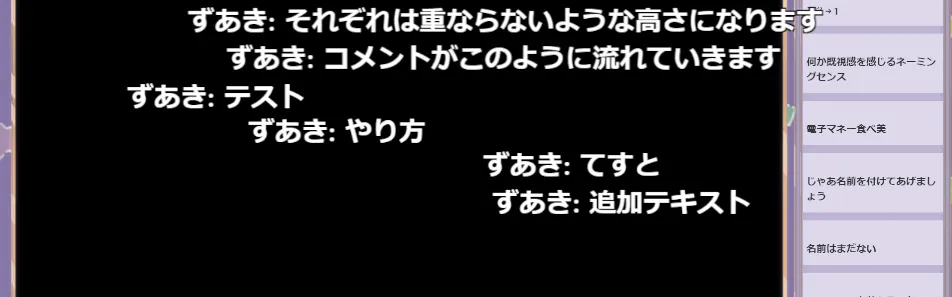 ずあき: それぞれは重ならないような高さになります
ずあき: コメントがこのように流れていきます
ずあき: テスト
ずあき: やり方
ずあき: てすと
ずあき: 追加テキスト
→ 1
何か既視感を感じるネーミン
グセンス
電子マネー食べ美
じゃあ名前を付けてあげまし
ょう
名前はまだない